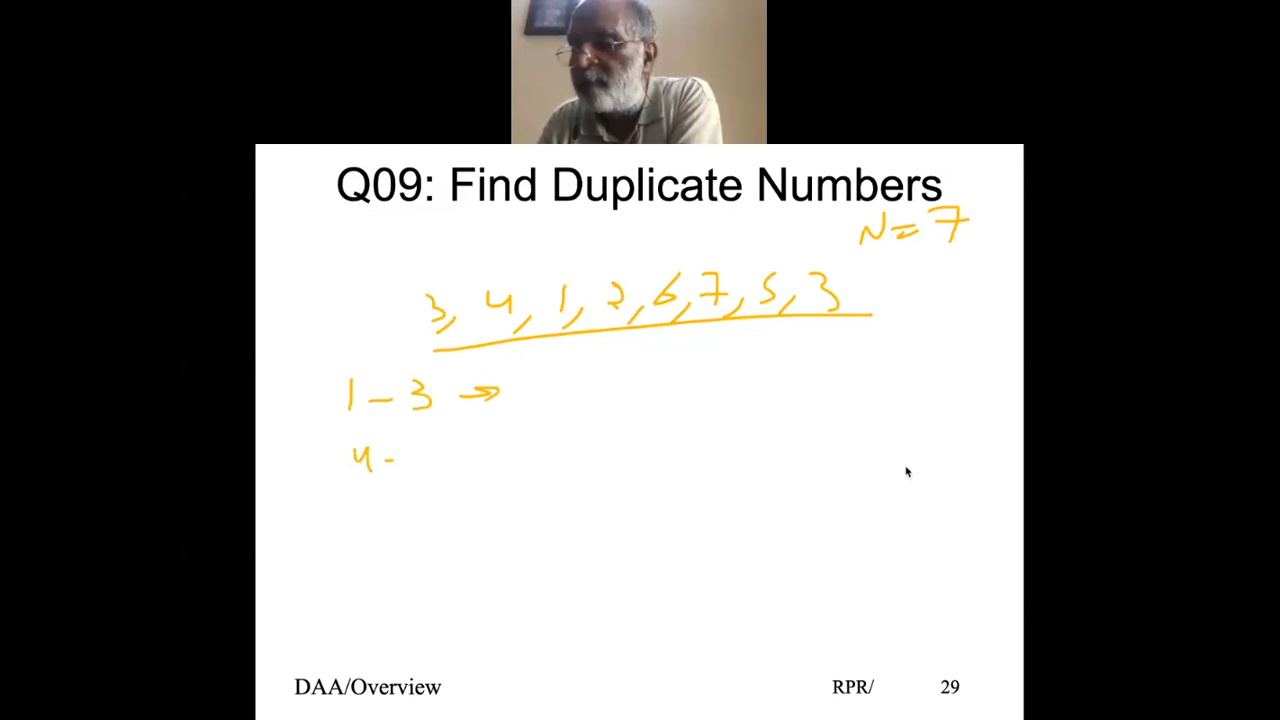 Q09: Find Duplicate Numbers
N=7
3, 4, 1, 2, 6, 7, 5, 3
1-3 →
4-
DAA/Overview RPR/ 29